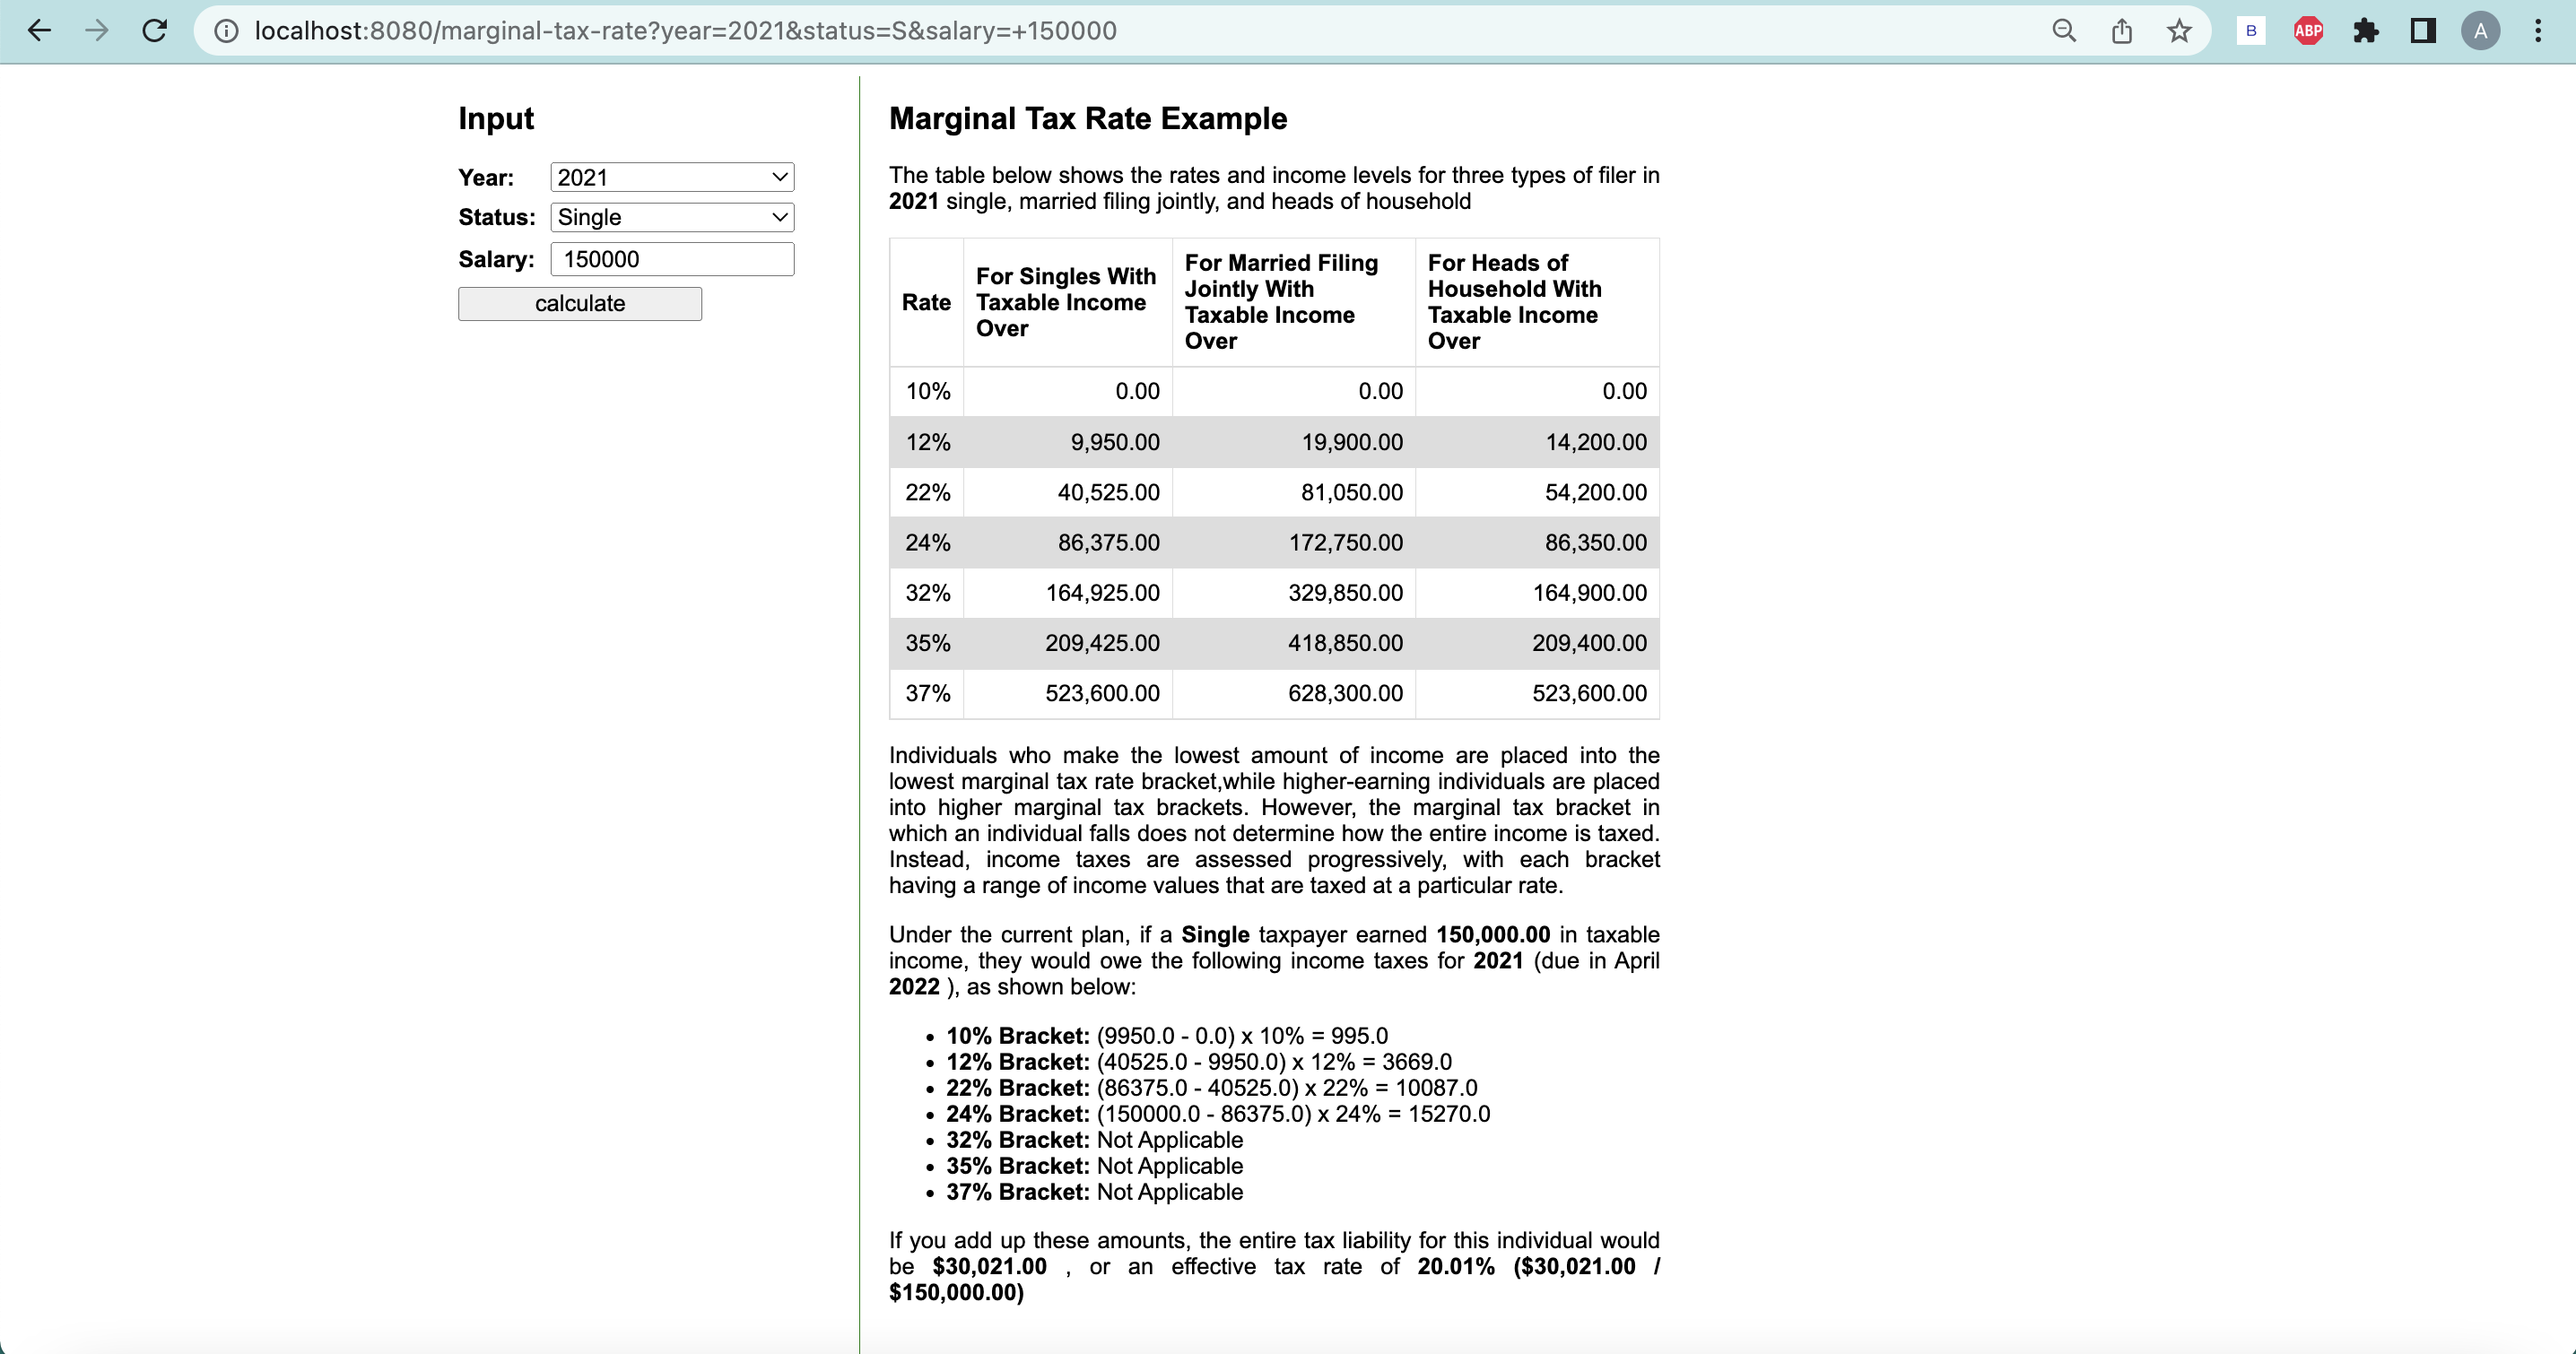 localhost:8080/marginal-tax-rate?year=2021&status=S&salary=+150000
B
ABP
A
Input
Year: 2021
Status: Single
Salary: 150000
calculate
Marginal Tax Rate Example
The table below shows the rates and income levels for three types of filer in
2021 single, married filing jointly, and heads of household
Rate
For Singles With
Taxable Income
Over
For Married Filing
Jointly With
Taxable Income
Over
For Heads of
Household With
Taxable Income
Over
10% 0.00 0.00 0.00
12% 9,950.00 19,900.00 14,200.00
22% 40,525.00 81,050.00 54,200.00
24% 86,375.00 172,750.00 86,350.00
32% 164,925.00 329,850.00 164,900.00
35% 209,425.00 418,850.00 209,400.00
37% 523,600.00 628,300.00 523,600.00
Individuals who make the lowest amount of income are placed into the
lowest marginal tax rate bracket,while higher-earning individuals are placed
into higher marginal tax brackets. However, the marginal tax bracket in
which an individual falls does not determine how the entire income is taxed.
Instead, income taxes are assessed progressively, with each bracket
having a range of income values that are taxed at a particular rate.
Under the current plan, if a Single taxpayer earned 150,000.00 in taxable
income, they would owe the following income taxes for 2021 (due in April
2022 ), as shown below:
• 10% Bracket: (9950.0 - 0.0) x 10% = 995.0
• 12% Bracket: (40525.0 - 9950.0) x 12% = 3669.0
• 22% Bracket: (86375.0 - 40525.0) x 22% = 10087.0
• 24% Bracket: (150000.0 - 86375.0) x 24% = 15270.0
• 32% Bracket: Not Applicable
• 35% Bracket: Not Applicable
• 37% Bracket: Not Applicable
If you add up these amounts, the entire tax liability for this individual would
be $30,021.00 , or an effective tax rate of 20.01% ($30,021.00 /
$150,000.00)